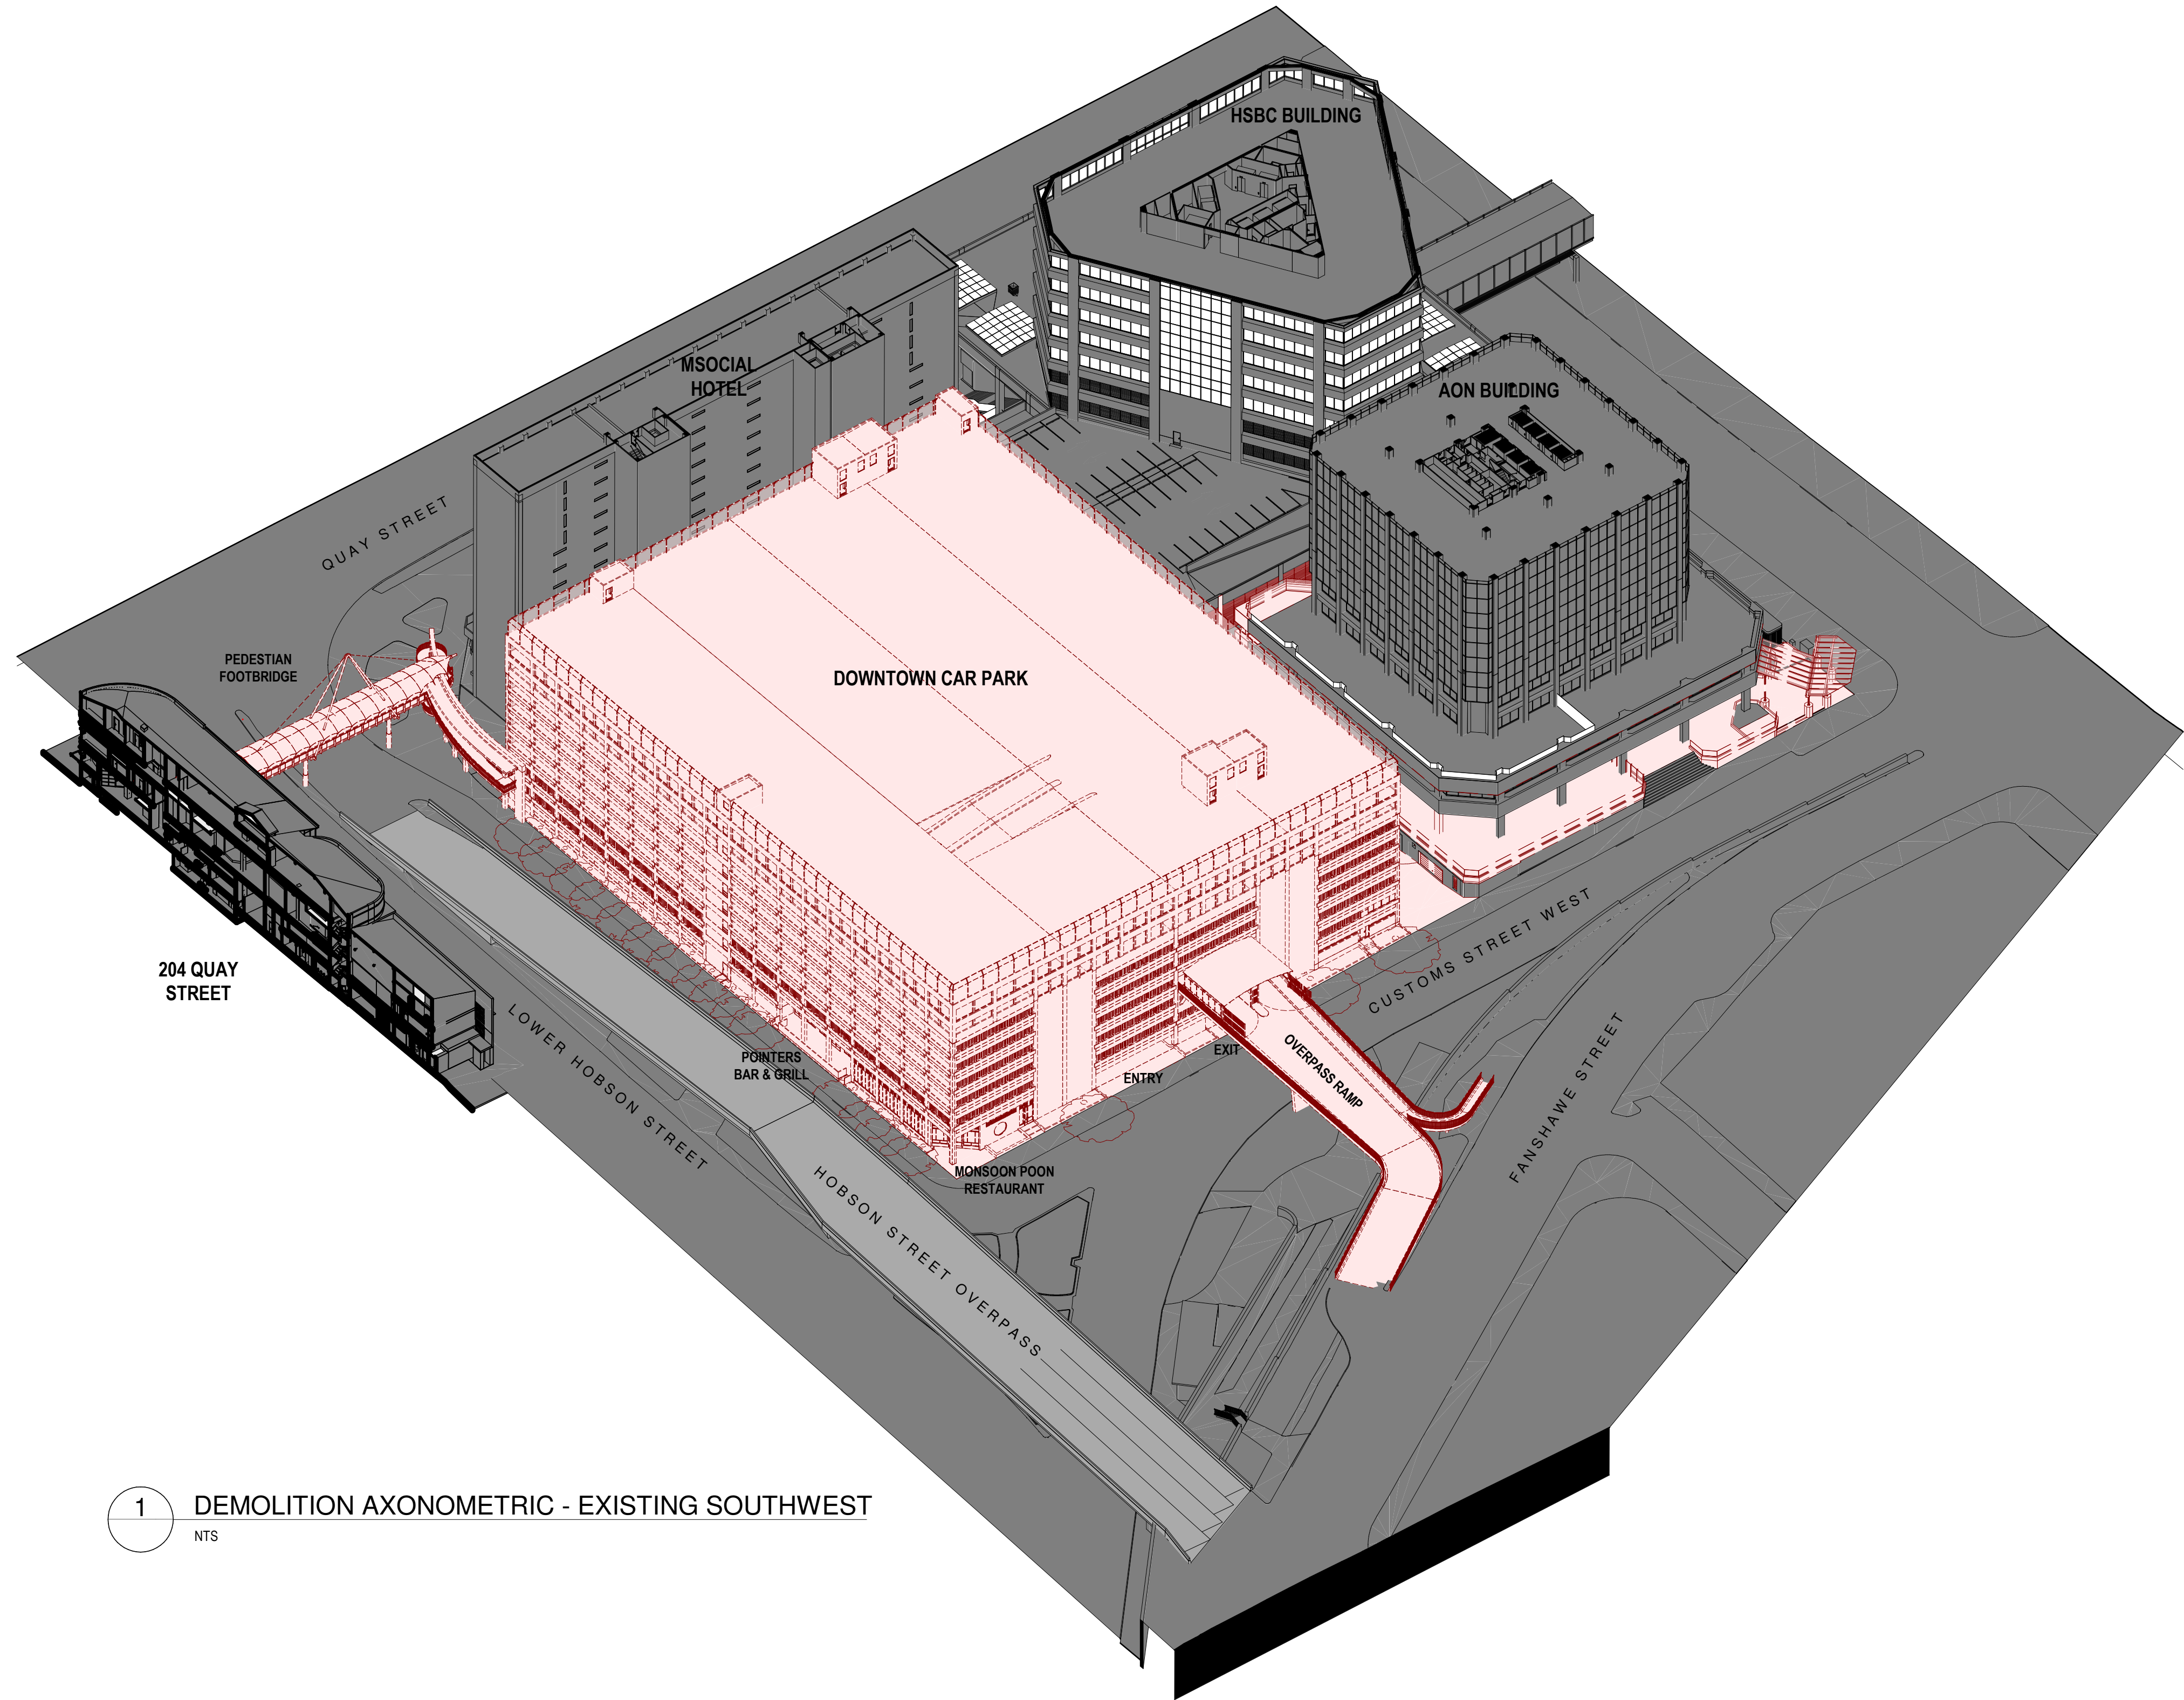 HSBC BUILDING
MSOCIAL
HOTEL
AON BUILDING
QUAY STREET
PEDESTIAN
FOOTBRIDGE
DOWNTOWN CAR PARK
204 QUAY
STREET
LOWER HOBSON STREET
POINTERS
BAR & GRILL
ENTRY
EXIT
OVERPASS RAMP
CUSTOMS STREET WEST
FANSHAWE STREET
MONSOON POON
RESTAURANT
HOBSON STREET OVERPASS
1
DEMOLITION AXONOMETRIC - EXISTING SOUTHWEST
NTS